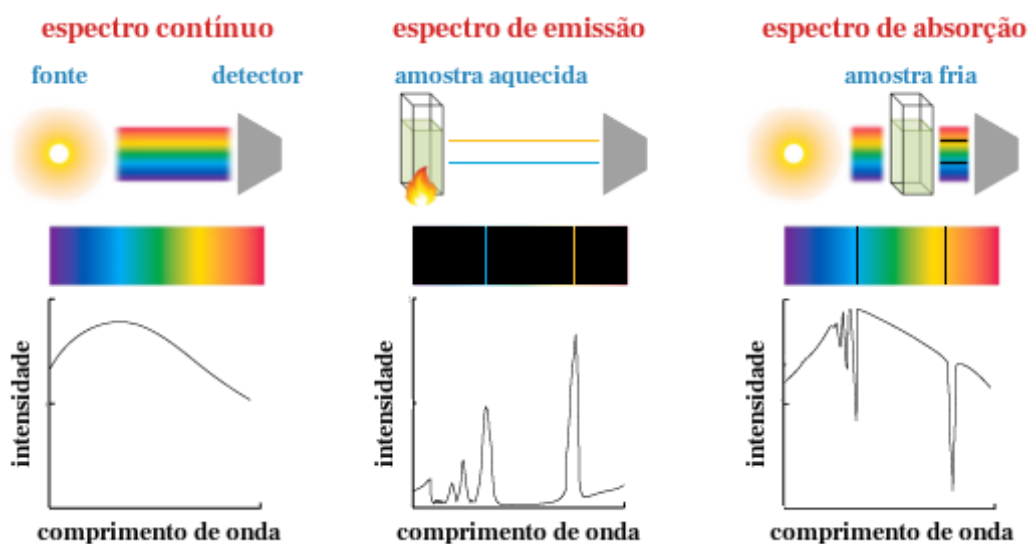 espectro contínuo
espectro de emissão
espectro de absorção
fonte
detector
amostra aquecida
amostra fria
intensidade
intensidade
intensidade
comprimento de onda
comprimento de onda
comprimento de onda